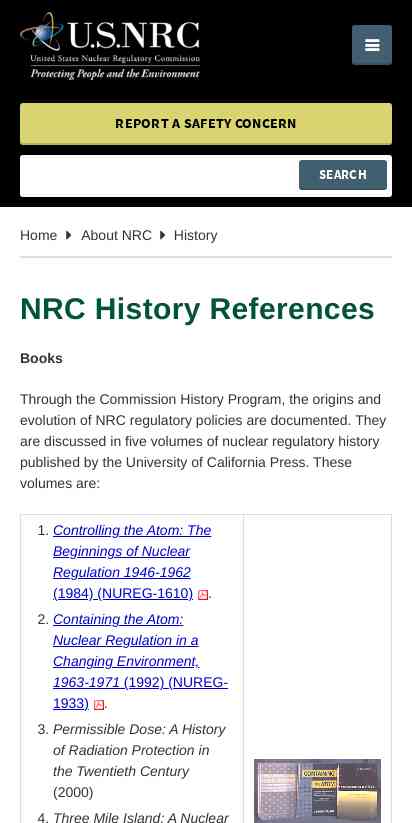 U.S.NRC
United States Nuclear Regulatory Commission
Protecting People and the Environment
REPORT A SAFETY CONCERN
SEARCH
Home About NRC History
NRC History References
Books
Through the Commission History Program, the origins and
evolution of NRC regulatory policies are documented. They
are discussed in five volumes of nuclear regulatory history
published by the University of California Press. These
volumes are:
1. Controlling the Atom: The
Beginnings of Nuclear
Regulation 1946-1962
(1984) (NUREG-1610).
2. Containing the Atom:
Nuclear Regulation in a
Changing Environment,
1963-1971 (1992) (NUREG-
1933).
3. Permissible Dose: A History
of Radiation Protection in
the Twentieth Century
(2000)
4. Three Mile Island: A Nuclear
CONTAINING